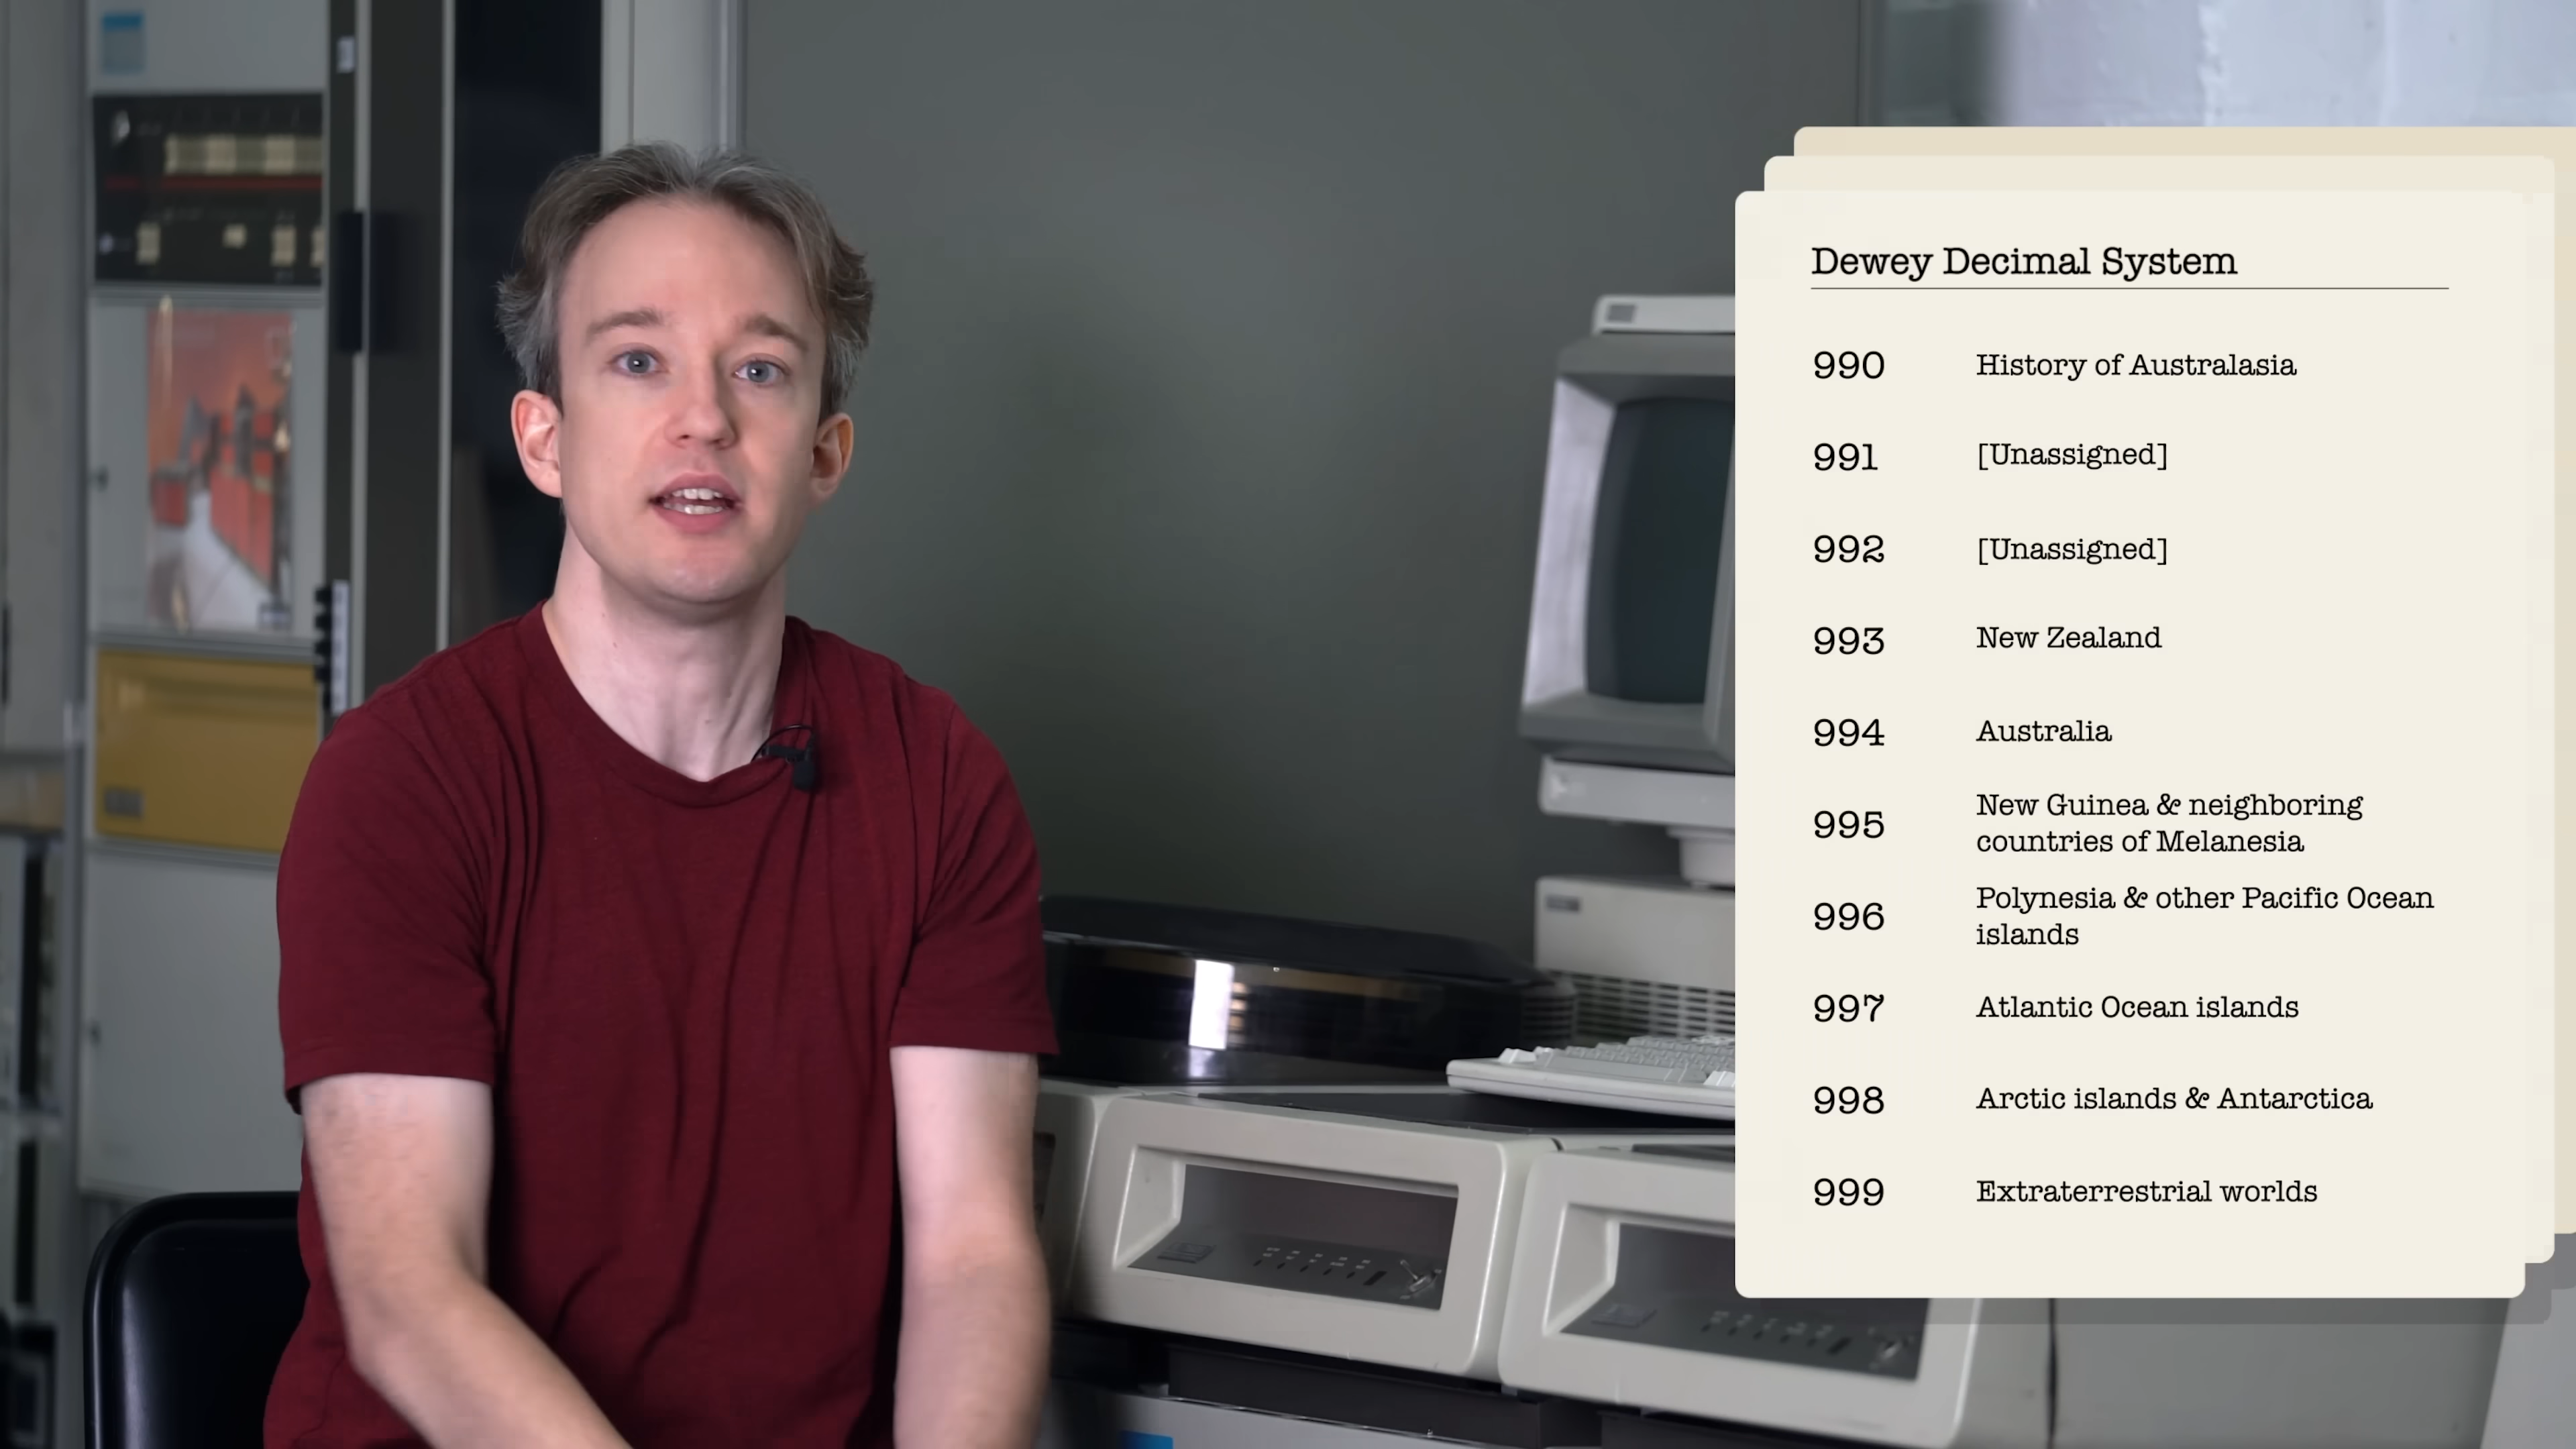 Dewey Decimal System
990 History of Australasia
991 [Unassigned]
992 [Unassigned]
993 New Zealand
994 Australia
995 New Guinea & neighboring
countries of Melanesia
996 Polynesia & other Pacific Ocean
islands
997 Atlantic Ocean islands
998 Arctic islands & Antarctica
999 Extraterrestrial worlds